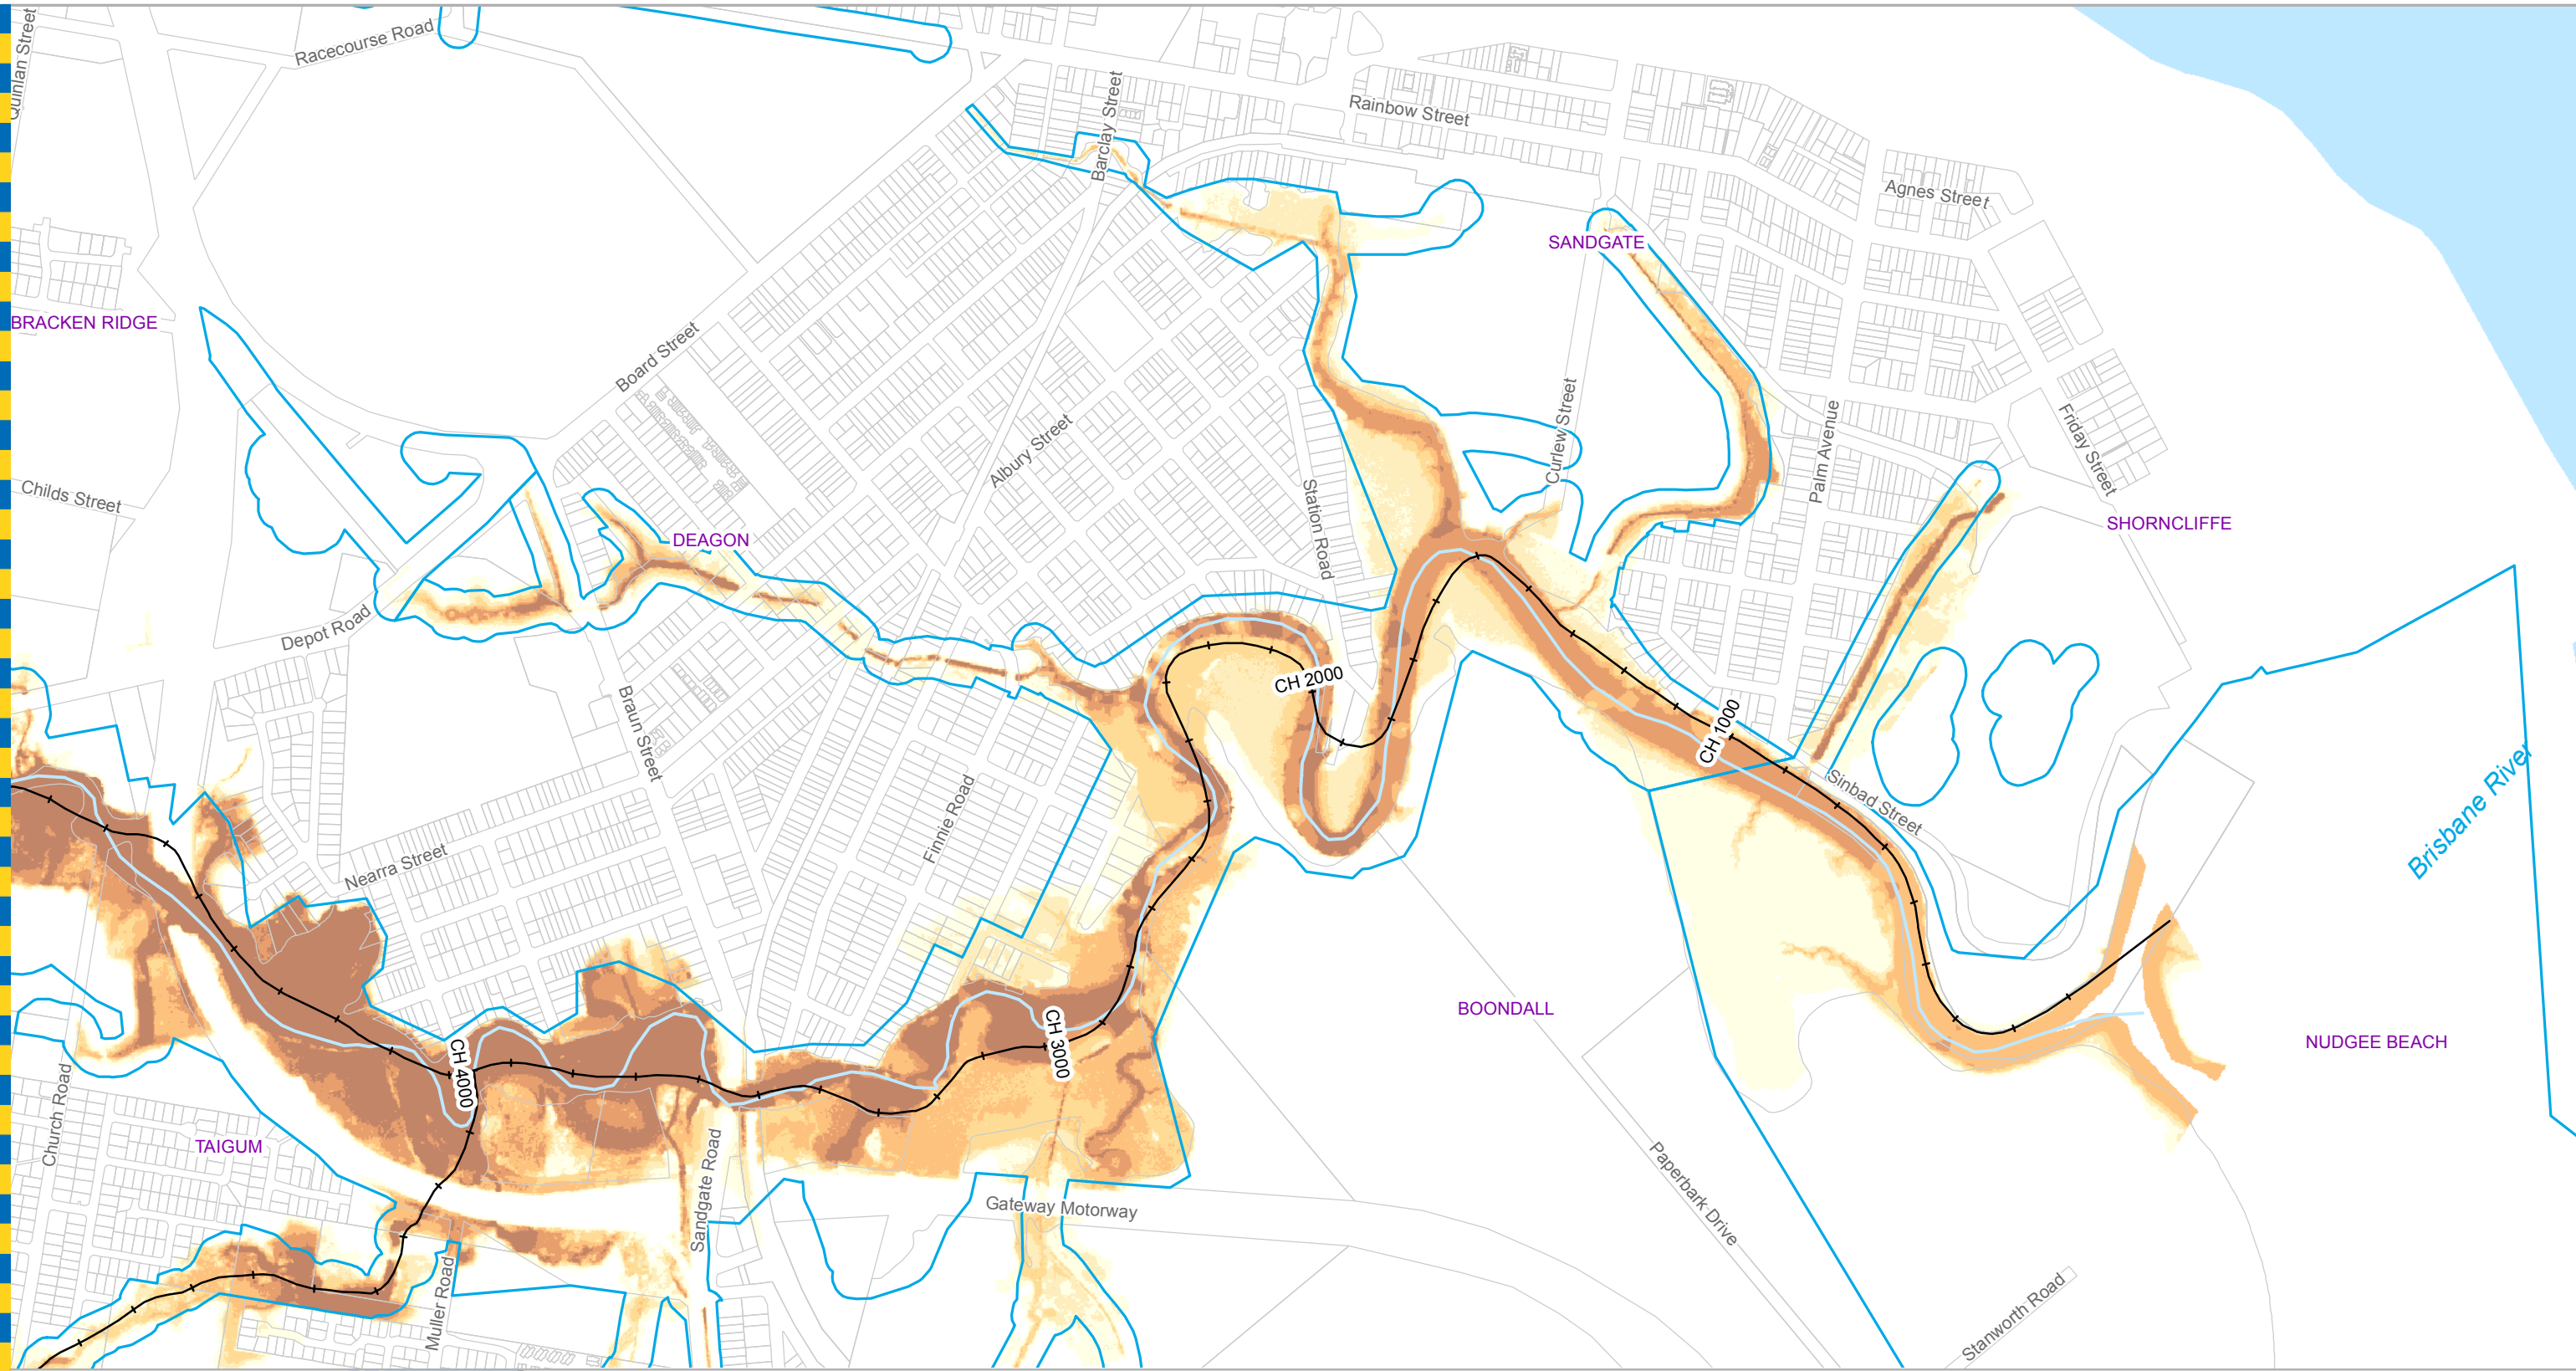 Quinlan Street
Racecourse Road
Barclay Street
Rainbow Street
Agnes Street
SANDGATE
BRACKEN RIDGE
Board Street
Albury Street
Curlew Street
Palm Avenue
Friday Street
Childs Street
Station Road
SHORNCLIFFE
DEAGON
Depot Road
CH 2000
Braun Street
CH 1000
Sinbad Street
Brisbane River
Finnie Road
Nearra Street
BOONDALL
CH 3000
NUDGEE BEACH
CH 4000
Church Road
TAIGUM
Sandgate Road
Gateway Motorway
Paperbark Drive
Muller Road
Stanworth Road